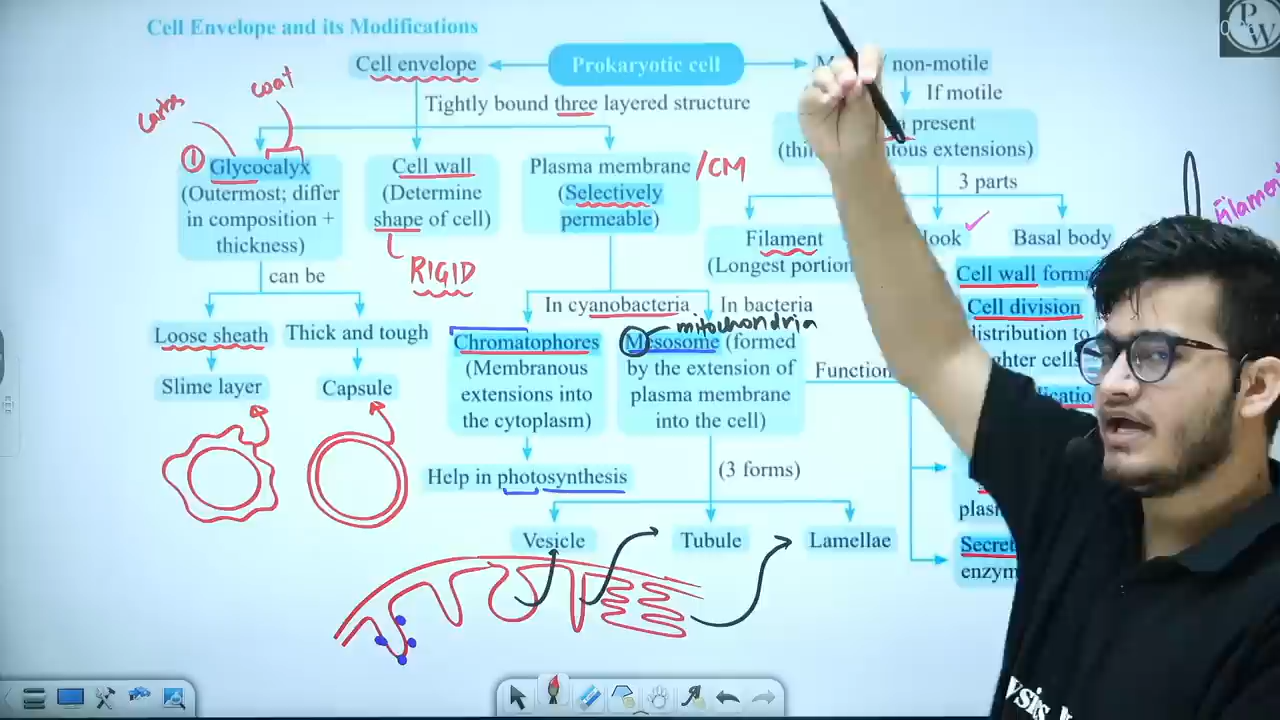 Cell Envelope and its Modifications
PW
Cell envelope
Prokaryotic cell
non-motile
If motile
Tightly bound three layered structure
coat
present
extensions)
① Glycocalyx
(Outermost; differ
in composition +
thickness)
Cell wall
(Determine
shape of cell)
RIGID
Plasma membrane /CM
(Selectively
permeable)
3 parts
Filament
(Longest portion
Basal body
Filament
can be
Loose sheath
Thick and tough
Slime layer
Capsule
In cyanobacteria
In bacteria
mitochondria
Chromatophores
(Membranous
extensions into
the cytoplasm)
Help in photosynthesis
Mesosome (formed
by the extension of
plasma membrane
into the cell)
Function
Cell wall forma
Cell division
distribution to
ghter cells
icatio
plas
Secret
enzym
(3 forms)
Vesicle
Tubule
Lamellae